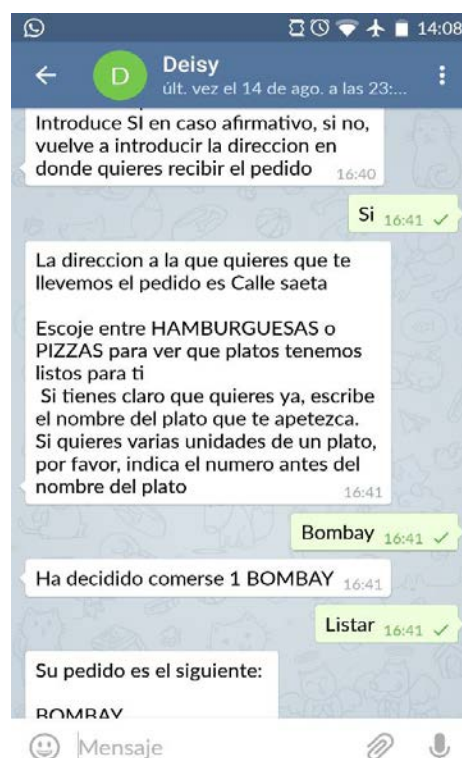 14:08
D
Deisy
últ. vez el 14 de ago. a las 23:...
Introduce SÍ en caso afirmativo, si no,
vuelve a introducir la direccion en
donde quieres recibir el pedido 16:40
Si 16:41
La direccion a la que quieres que te
llevemos el pedido es Calle saeta
Escoje entre HAMBURGUESAS o
PIZZAS para ver que platos tenemos
listos para ti
Si tienes claro que quieres ya, escribe
el nombre del plato que te apetezca.
Si quieres varias unidades de un plato,
por favor, indica el numero antes del
nombre del plato 16:41
Bombay 16:41
Ha decidido comerse 1 BOMBAY 16:41
Listar 16:41
Su pedido es el siguiente:
BOMBAY
Mensaje